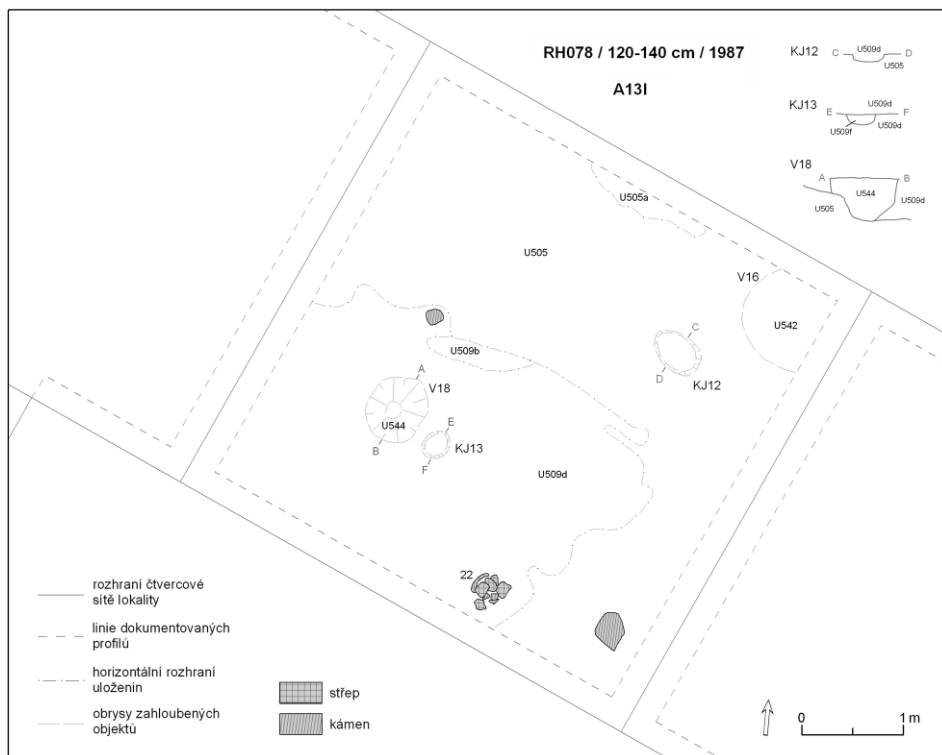 RH078 / 120-140 cm / 1987
A13I
KJ12
C
U509d
D
U505
KJ13
U509d
E
F
U509f
U509d
V18
A
B
U544
U505
U509d
U505a
U505
V16
U542
C
D
KJ12
U509b
A
V18
U544
B
E
KJ13
F
U509d
22
rozhraní čtvercové
sítě lokality
linie dokumentovaných
profilů
horizontální rozhraní
uloženin
obrysy zahloubených
objektů
střep
kámen
0
1 m